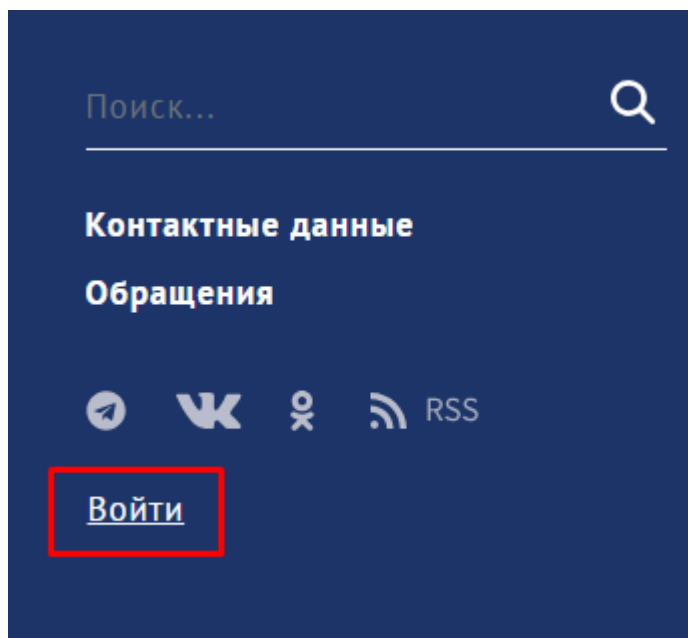 Поиск...
Контактные данные
Обращения
RSS
Войти